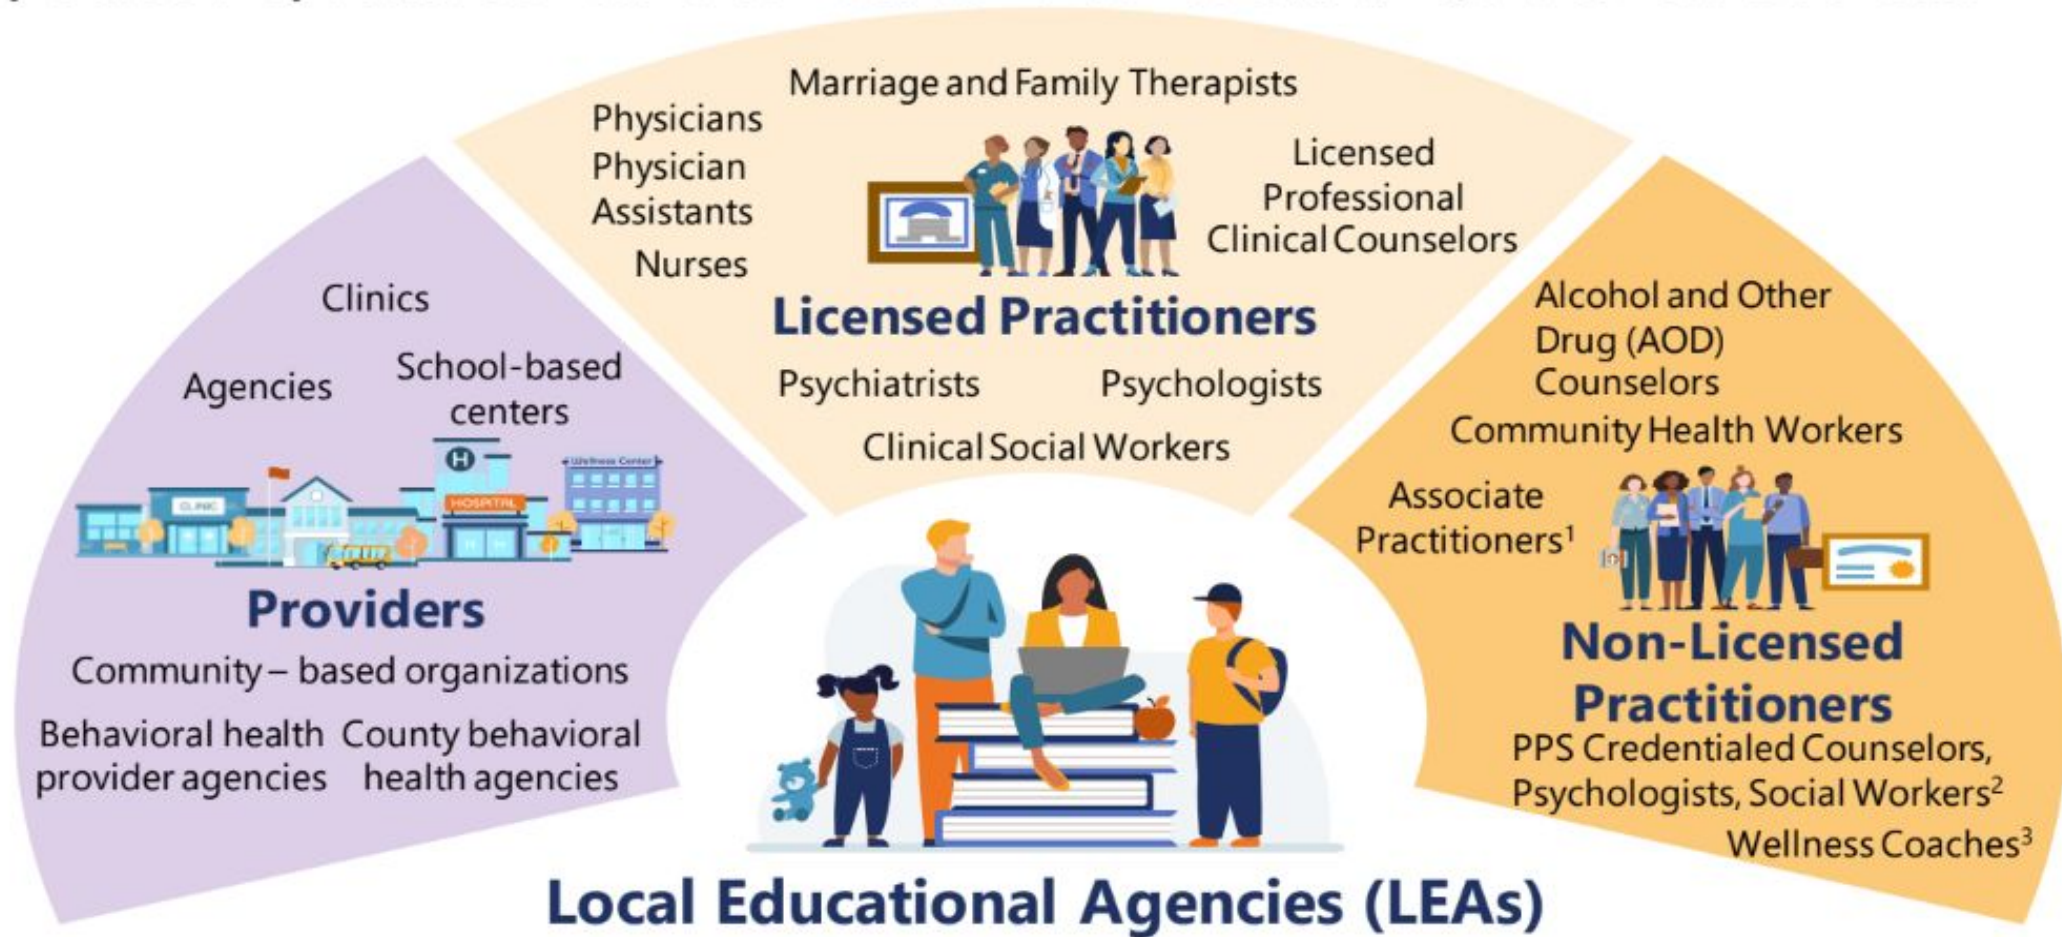 Marriage and Family Therapists
Physicians
Physician
Assistants
Nurses
Licensed
Professional
Clinical Counselors
Licensed Practitioners
Psychiatrists
Psychologists
Clinical Social Workers
Clinics
Agencies
School-based
centers
CLINIC
H
HOSPITAL
Wellness Center
Providers
Community – based organizations
Behavioral health
provider agencies
County behavioral
health agencies
Alcohol and Other
Drug (AOD)
Counselors
Community Health Workers
Associate
Practitioners¹
Non-Licensed
Practitioners
PPS Credentialed Counselors,
Psychologists, Social Workers²
Wellness Coaches³
Local Educational Agencies (LEAs)